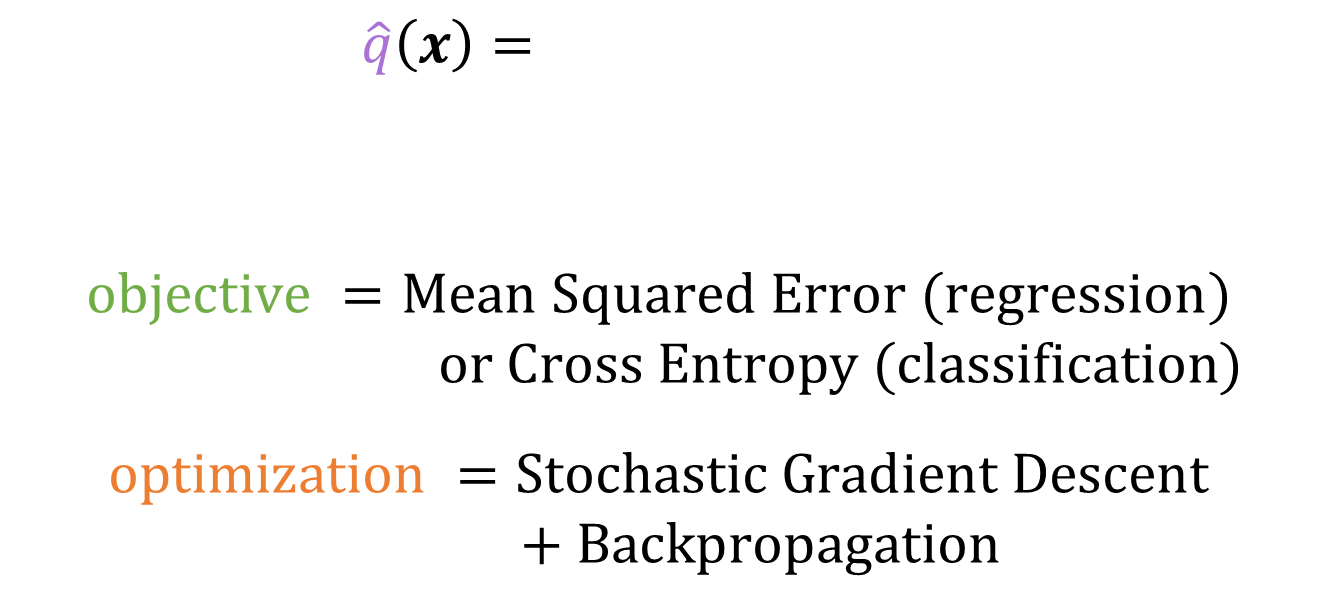 q̂(𝒙) =
objective = Mean Squared Error (regression)
or Cross Entropy (classification)
optimization = Stochastic Gradient Descent
+ Backpropagation